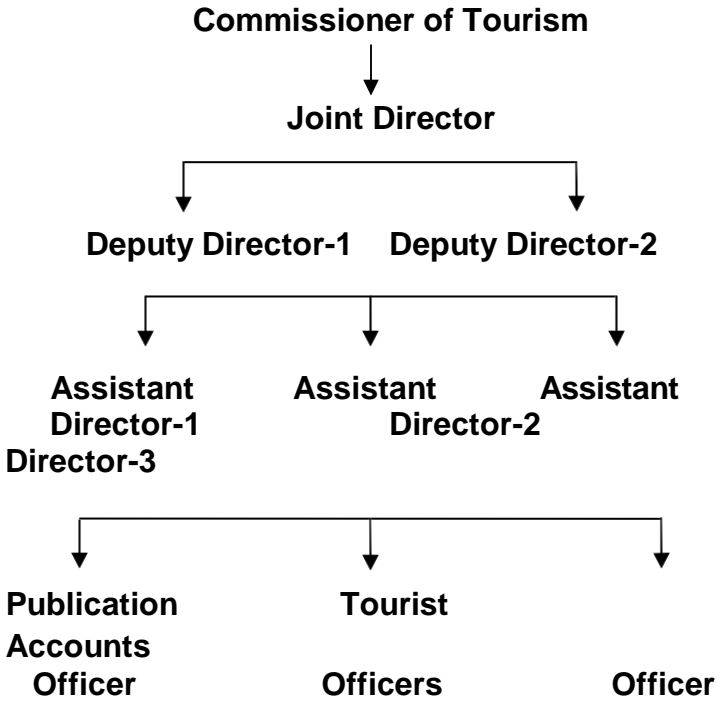 Commissioner of Tourism
Joint Director
Deputy Director-1 Deputy Director-2
Assistant Assistant Assistant
Director-1 Director-2
Director-3
Publication Tourist
Accounts
Officer Officers Officer